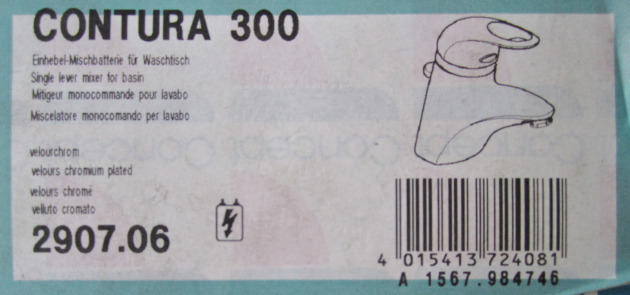 CONTURA 300
Einhebel-Mischbatterie für Waschtisch
Single lever mixer for basin
Mitigeur monocommande pour lavabo
Miscelatore monocomando per lavabo
velourchrom
velours chromium plated
velours chromé
velluto cromato
2907.06
4 015413 724081
A 1567.984746